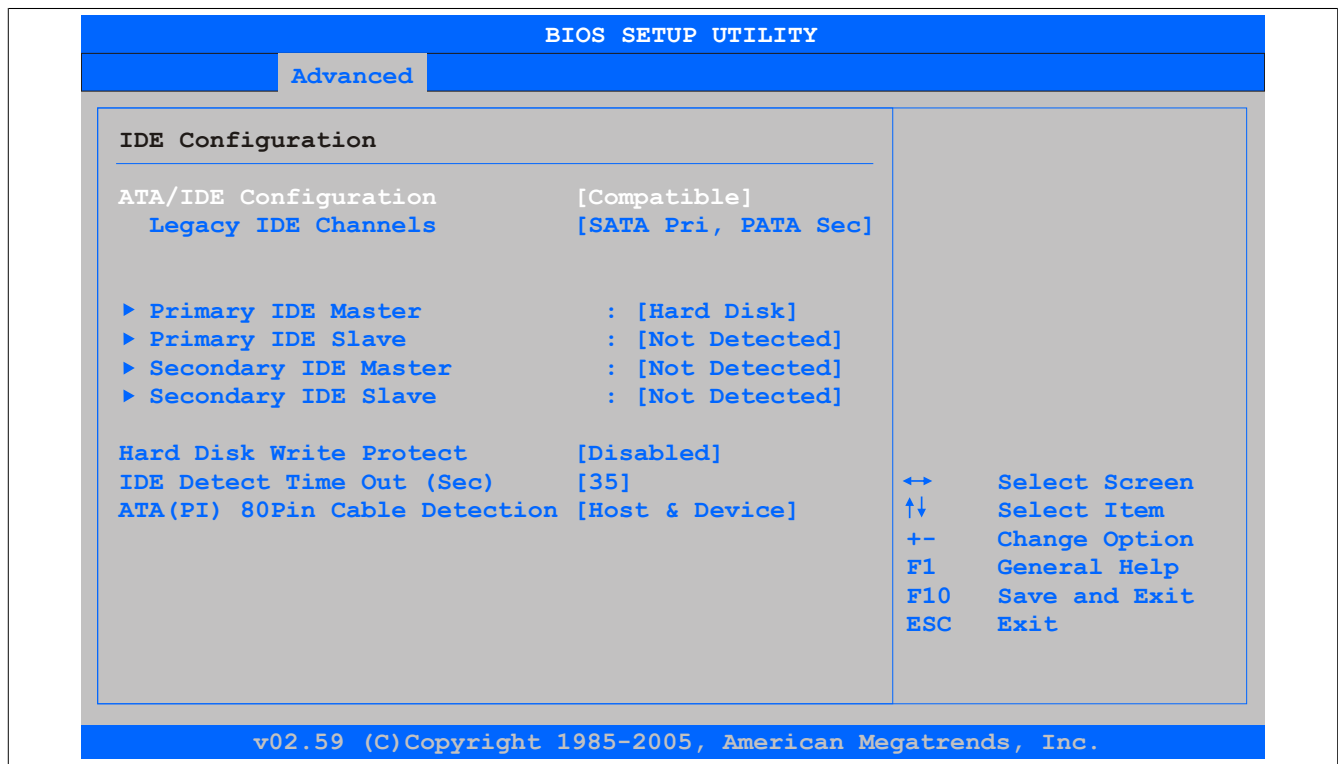 BIOS SETUP UTILITY
Advanced
IDE Configuration
ATA/IDE Configuration [Compatible]
Legacy IDE Channels [SATA Pri, PATA Sec]
Primary IDE Master : [Hard Disk]
Primary IDE Slave : [Not Detected]
Secondary IDE Master : [Not Detected]
Secondary IDE Slave : [Not Detected]
Hard Disk Write Protect [Disabled]
IDE Detect Time Out (Sec) [35]
ATA(PI) 80Pin Cable Detection [Host & Device]
↔ Select Screen
↑↓ Select Item
+- Change Option
F1 General Help
F10 Save and Exit
ESC Exit
v02.59 (C)Copyright 1985-2005, American Megatrends, Inc.